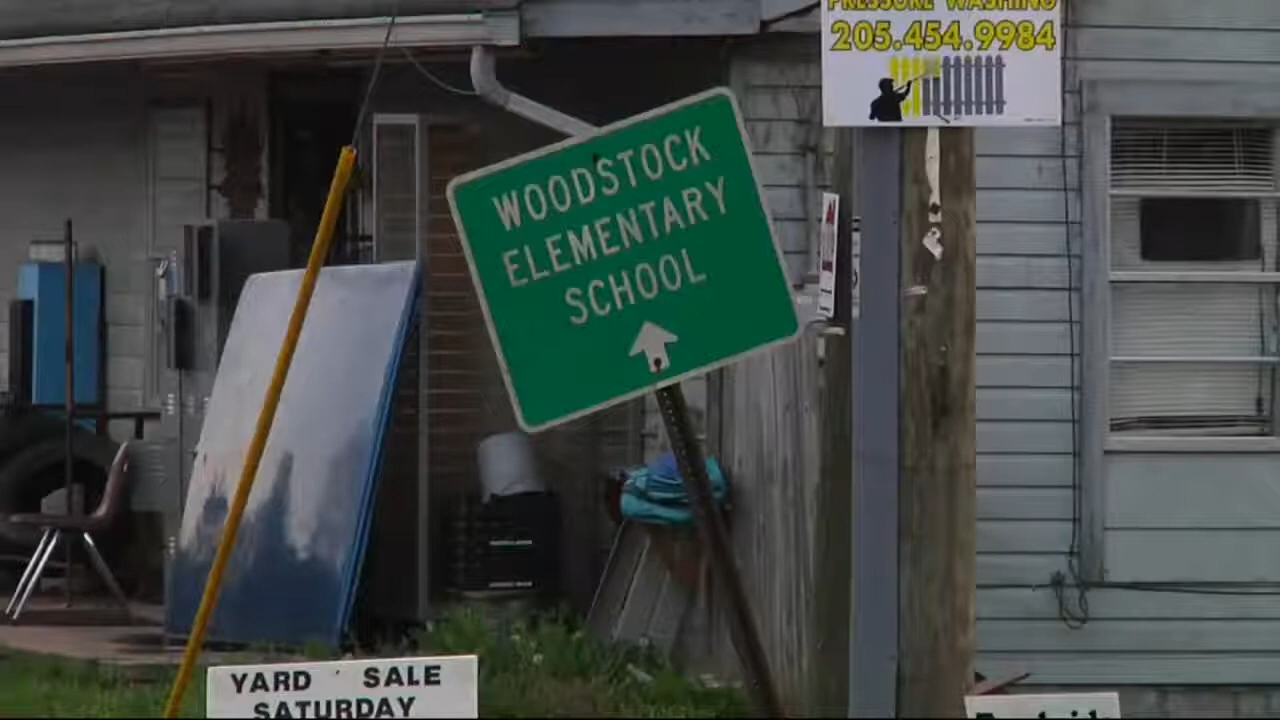 PRESSURE WASHING
205.454.9984
WOODSTOCK
ELEMENTARY
SCHOOL
YARD SALE
SATURDAY